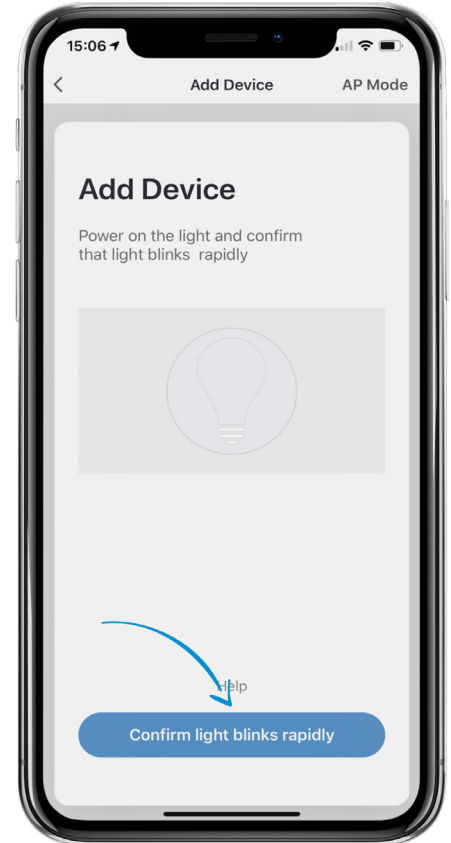 15:06
Add Device
AP Mode
Add Device
Power on the light and confirm
that light blinks rapidly
Help
Confirm light blinks rapidly